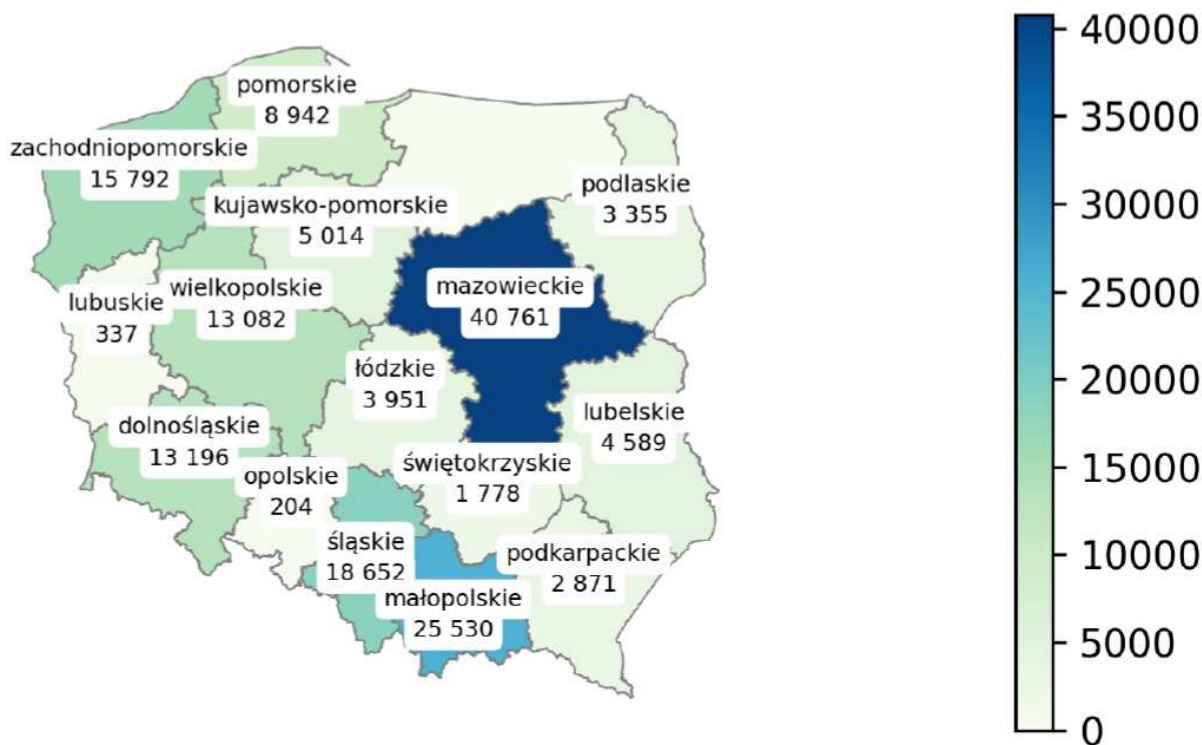 pomorskie
8 942
zachodniopomorskie
15 792
podlaskie
3 355
kujawsko-pomorskie
5 014
mazowieckie
40 761
wielkopolskie
13 082
lubuskie
337
łódzkie
3 951
lubelskie
4 589
dolnośląskie
13 196
świętokrzyskie
1 778
opolskie
204
śląskie
18 652
podkarpackie
2 871
małopolskie
25 530
40000
35000
30000
25000
20000
15000
10000
5000
0